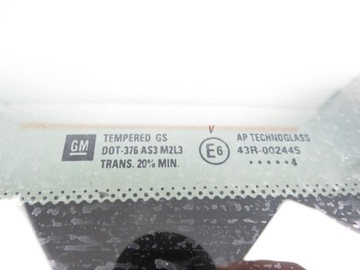 GM
TEMPERED GS
DOT-376 AS3 M2L3
TRANS. 20% MIN.
V
E6
AP TECHNOGLASS
43R-002445
•••••4